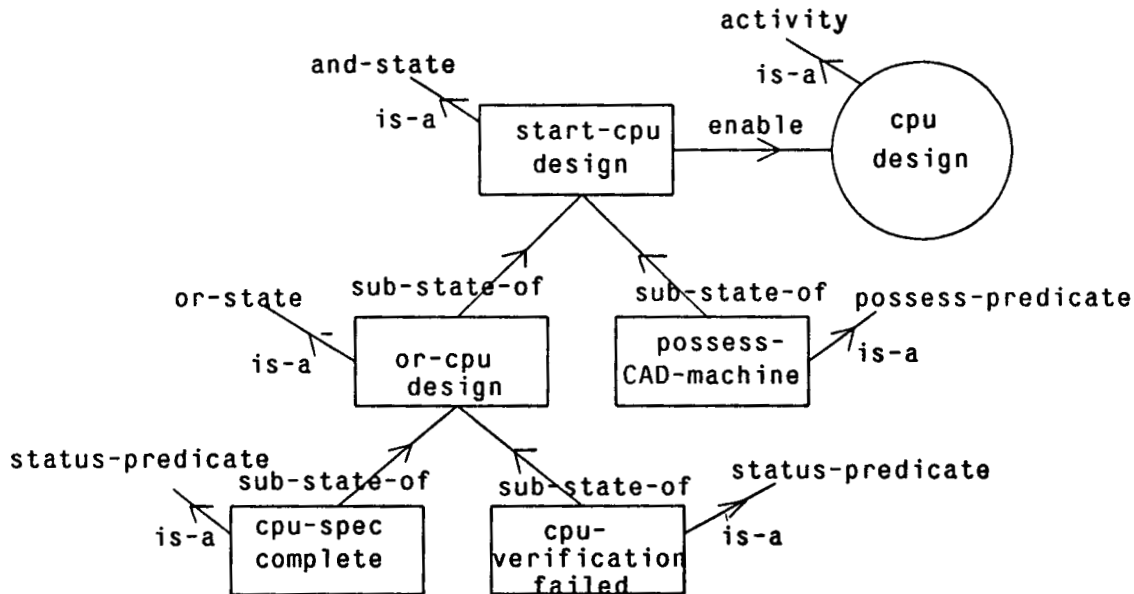 activity
and-state
is-a
is-a
start-cpu
design
enable
cpu
design
sub-state-of
sub-state-of
or-state
possess-predicate
is-a
is-a
or-cpu
design
possess-
CAD-machine
status-predicate
sub-state-of
sub-state-of
status-predicate
is-a
is-a
cpu-spec
complete
cpu-
verification
failed